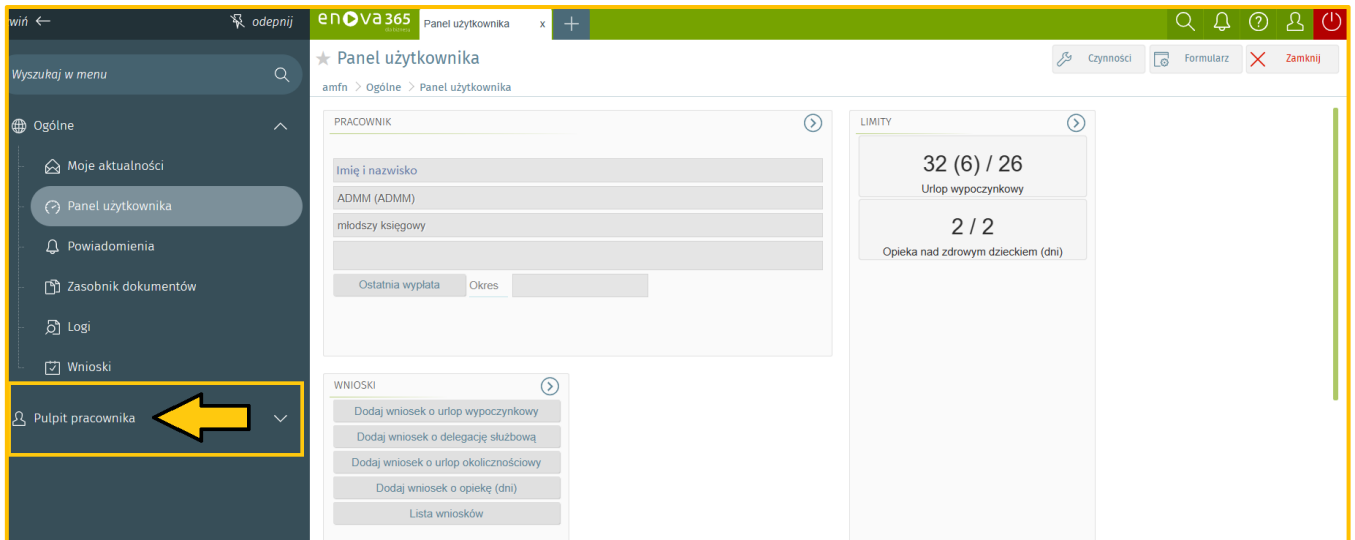 wiń ← odepnij
Wyszukaj w menu
Ogólne
Moje aktualności
Panel użytkownika
Powiadomienia
Zasobnik dokumentów
Logi
Wnioski
Pulpit pracownika
enova365 Panel użytkownika x +
Panel użytkownika
Czynności Formularz Zamknij
amfn > Ogólne > Panel użytkownika
PRACOWNIK
Imię i nazwisko
ADMM (ADMM)
młodszy księgowy
Ostatnia wypłata Okres
LIMITY
32 (6) / 26
Urlop wypoczynkowy
2 / 2
Opieka nad zdrowym dzieckiem (dni)
WNIOSKI
Dodaj wniosek o urlop wypoczynkowy
Dodaj wniosek o delegację służbową
Dodaj wniosek o urlop okolicznościowy
Dodaj wniosek o opiekę (dni)
Lista wniosków